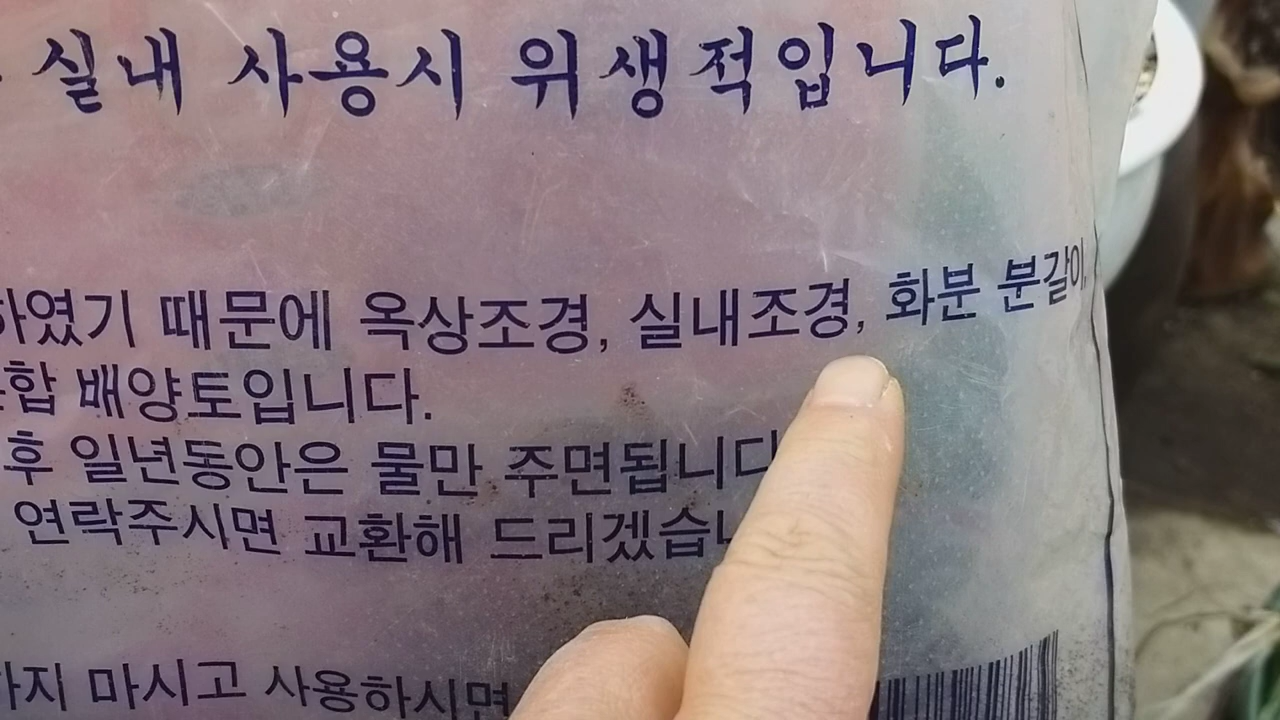 실내 사용시 위생적입니다.
하였기 때문에 옥상조경, 실내조경, 화분 분갈이,
배양토입니다.
후 일년동안은 물만 주면됩니다
연락주시면 교환해 드리겠습니
마시고 사용하시면